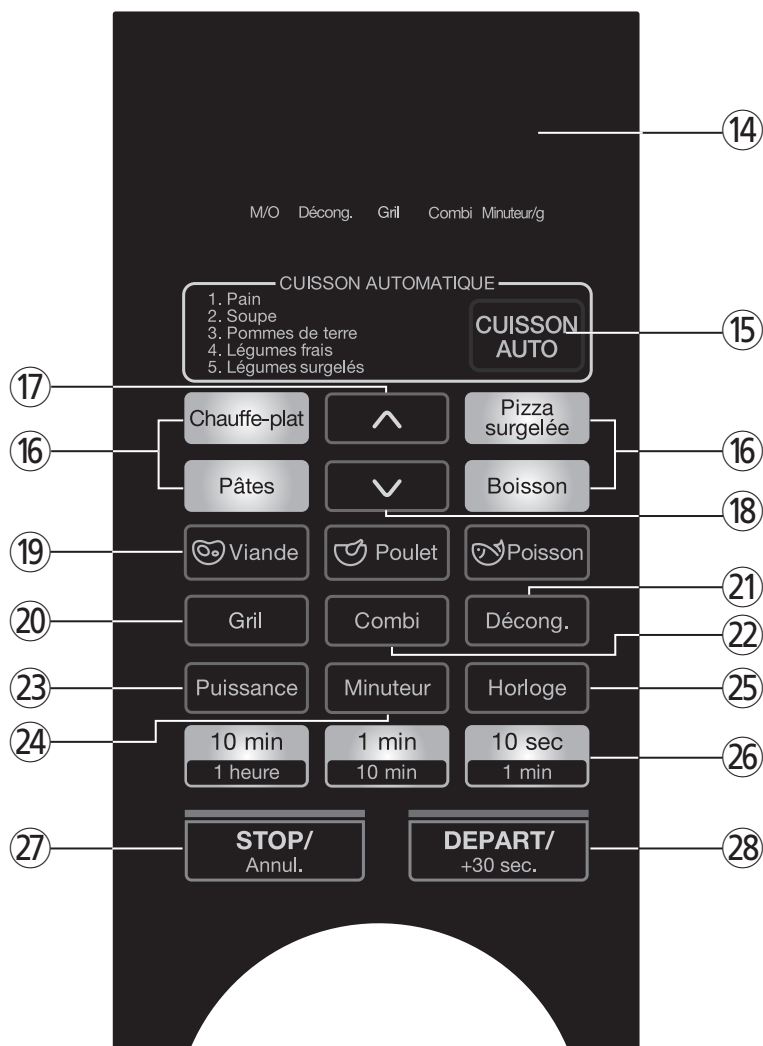 ⑭
M/O Décong. Gril Combi Minuteur/g
CUISSON AUTOMATIQUE
1. Pain
2. Soupe
3. Pommes de terre
4. Légumes frais
5. Légumes surgelés
CUISSON
AUTO
⑮
⑰
⑯
Chauffe-plat
Pizza
surgelée
⑯
Pâtes
Boisson
⑱
⑲
Viande
Poulet
Poisson
㉑
⑳
Gril
Combi
Décong.
㉒
㉓
Puissance
Minuteur
Horloge
㉕
㉔
10 min
1 heure
1 min
10 min
10 sec
1 min
㉖
㉗
STOP/
Annul.
DEPART/
+30 sec.
㉘